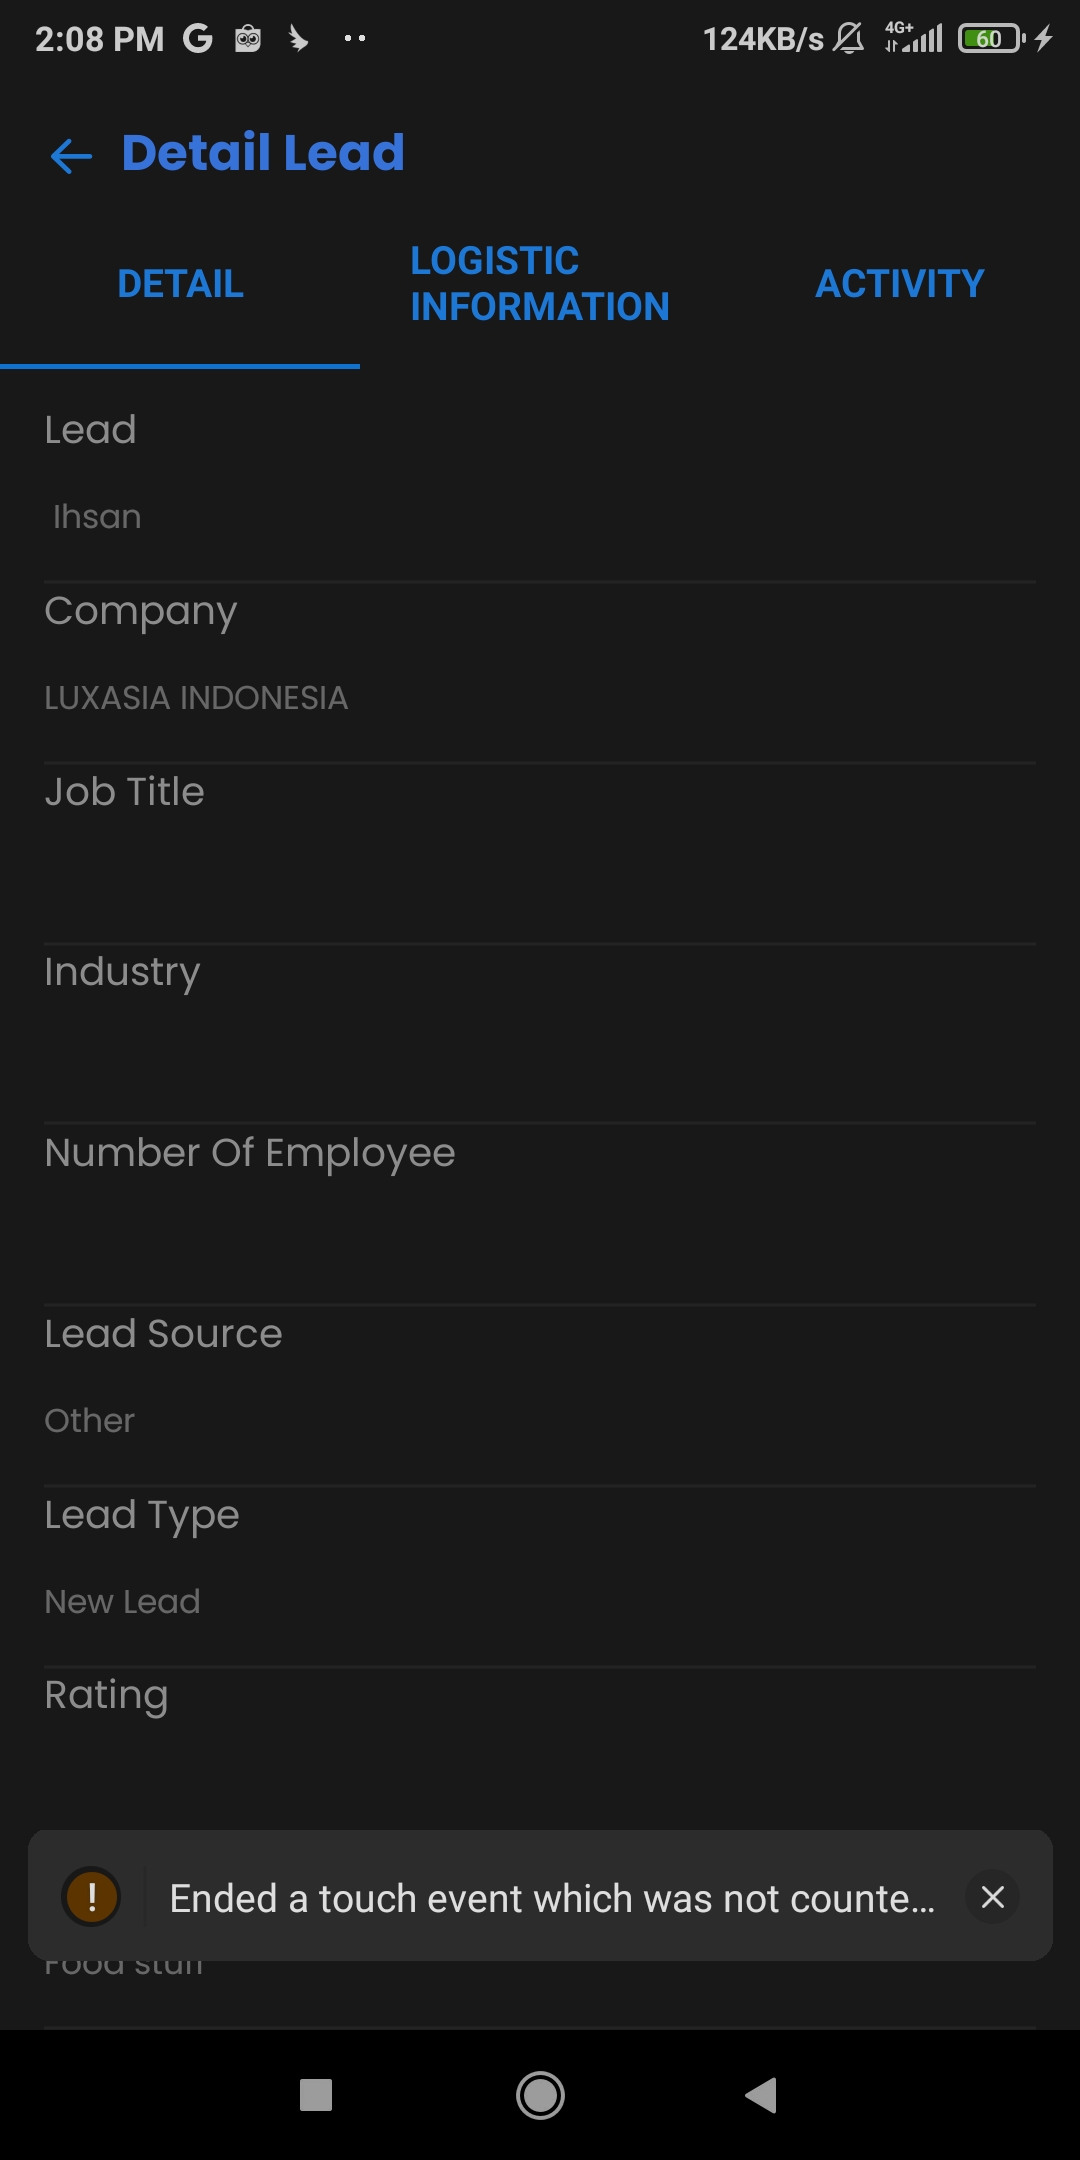 2:08 PM
124KB/s
4G+
60
Detail Lead
DETAIL
LOGISTIC
INFORMATION
ACTIVITY
Lead
Ihsan
Company
LUXASIA INDONESIA
Job Title
Industry
Number Of Employee
Lead Source
Other
Lead Type
New Lead
Rating
Ended a touch event which was not counte...
Food stuff